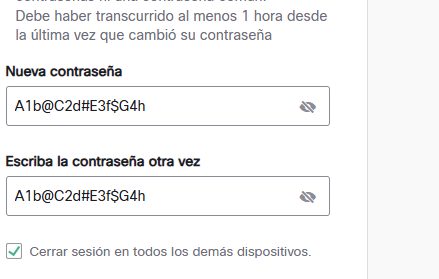 Debe haber transcurrido al menos 1 hora desde
la última vez que cambió su contraseña
Nueva contraseña
A1b@C2d#E3f$G4h
Escriba la contraseña otra vez
A1b@C2d#E3f$G4h
Cerrar sesión en todos los demás dispositivos.